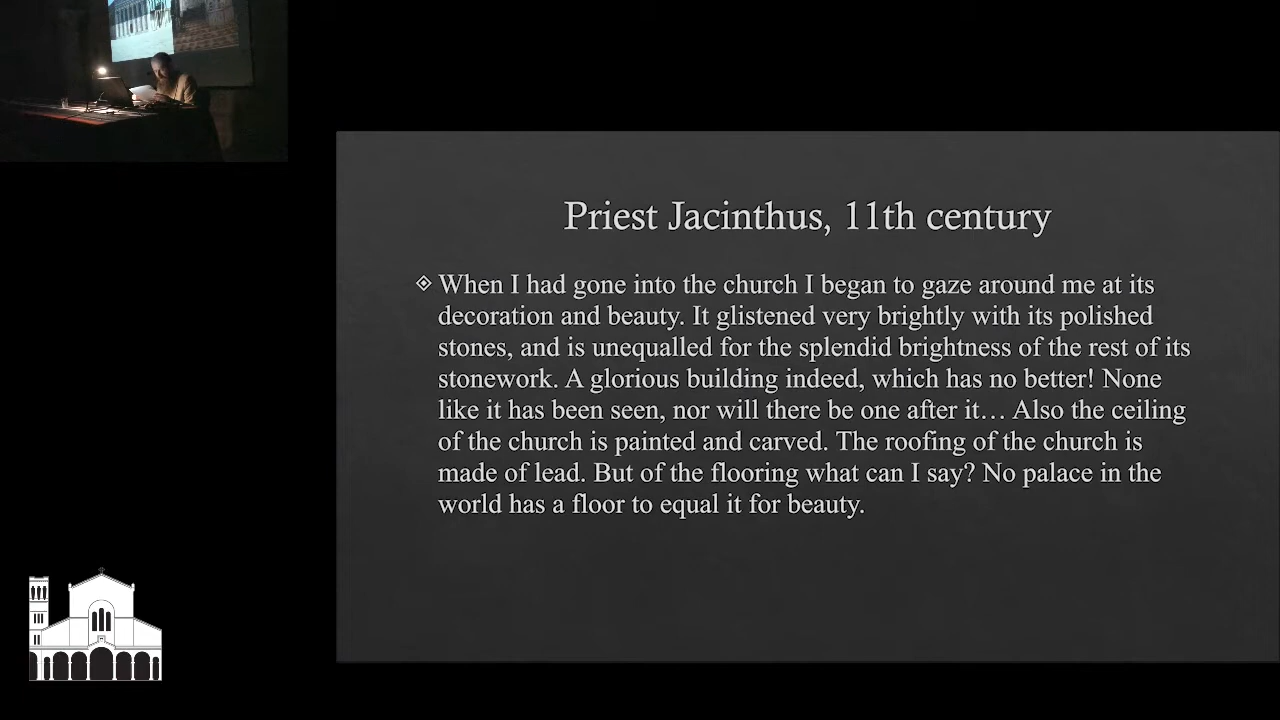 Priest Jacinthus, 11th century
When I had gone into the church I began to gaze around me at its
decoration and beauty. It glistened very brightly with its polished
stones, and is unequalled for the splendid brightness of the rest of its
stonework. A glorious building indeed, which has no better! None
like it has been seen, nor will there be one after it… Also the ceiling
of the church is painted and carved. The roofing of the church is
made of lead. But of the flooring what can I say? No palace in the
world has a floor to equal it for beauty.